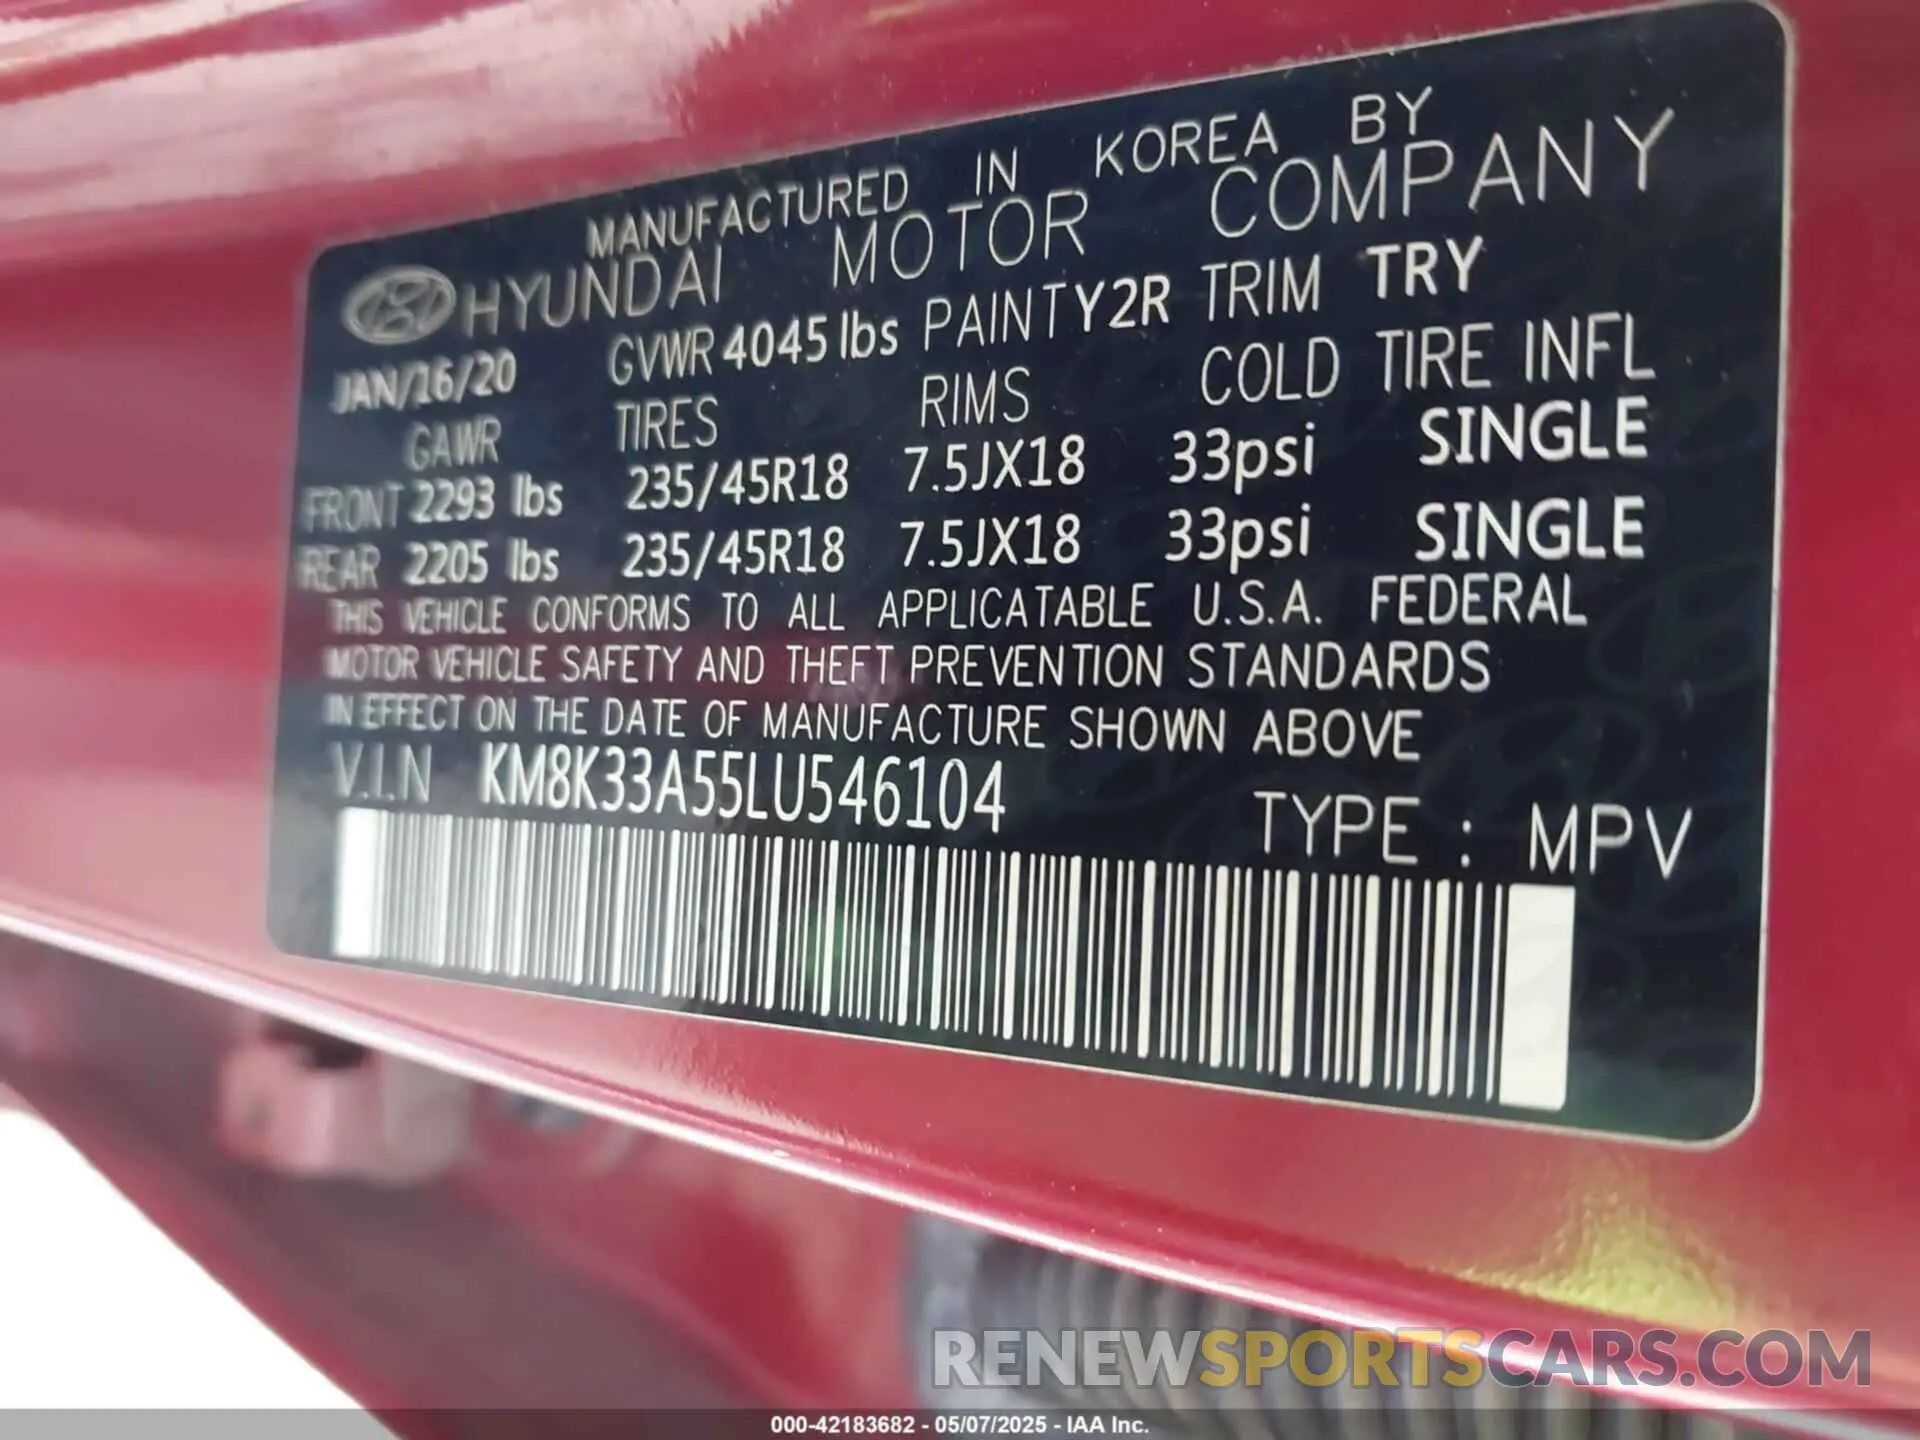 MANUFACTURED IN KOREA BY
HYUNDAI MOTOR COMPANY
JAN/16/20 GVWR 4045 lbs PAINT Y2R TRIM TRY
GAWR TIRES RIMS COLD TIRE INFL
FRONT 2293 lbs 235/45R18 7.5JX18 33psi SINGLE
REAR 2205 lbs 235/45R18 7.5JX18 33psi SINGLE
THIS VEHICLE CONFORMS TO ALL APPLICATABLE U.S.A. FEDERAL
MOTOR VEHICLE SAFETY AND THEFT PREVENTION STANDARDS
IN EFFECT ON THE DATE OF MANUFACTURE SHOWN ABOVE
V.I.N KM8K33A55LU546104
TYPE : MPV
RENEWSPORTSCARS.COM
000-42183682 - 05/07/2025 - IAA Inc.